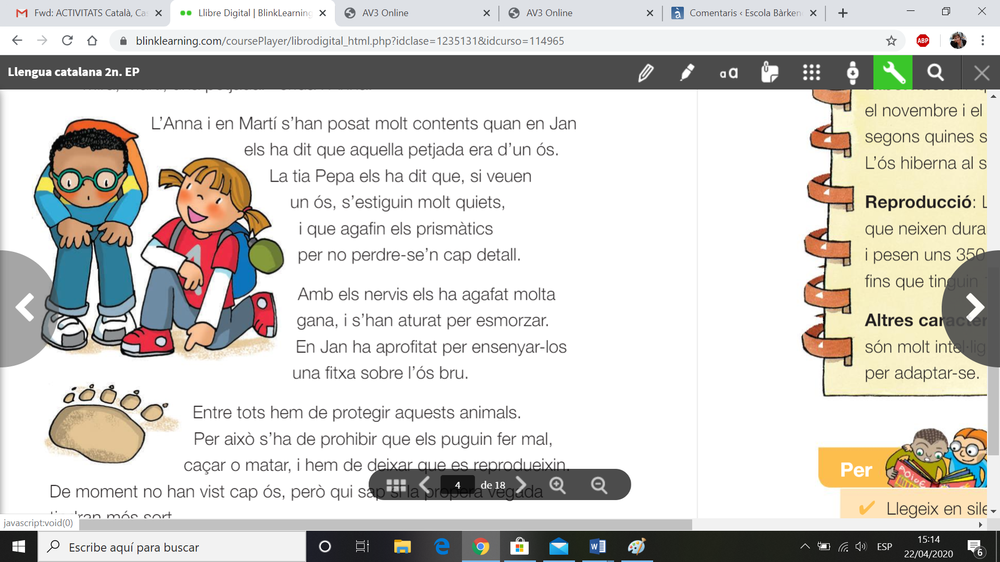 Fwd: ACTIVITATS Català, Cas
Llibre Digital | BlinkLearning
AV3 Online
AV3 Online
Comentaris ‹ Escola Bàrken
blinklearning.com/coursePlayer/librodigital_html.php?idclase=1235131&idcurso=114965
ABP
Llengua catalana 2n. EP
L’Anna i en Martí s’han posat molt contents quan en Jan
els ha dit que aquella petjada era d’un ós.
La tia Pepa els ha dit que, si veuen
un ós, s’estiguin molt quiets,
i que agafin els prismàtics
per no perdre-se’n cap detall.
Amb els nervis els ha agafat molta
gana, i s’han aturat per esmorzar.
En Jan ha aprofitat per ensenyar-los
una fitxa sobre l’ós bru.
Entre tots hem de protegir aquests animals.
Per això s’ha de prohibir que els puguin fer mal,
caçar o matar, i hem de deixar que es reprodueixin.
De moment no han vist cap ós, però qui sap si la propera vegada
tindran més sort.
el novembre i el
segons quines s
L’ós hiberna al s
Reproducció: L
que neixen dura
i pesen uns 350
fins que tinguin
Altres caracter
són molt intel·lig
per adaptar-se.
Per
Llegeix en sile
4 de 18
javascript:void(0)
Escribe aquí para buscar
ESP
15:14
22/04/2020
6